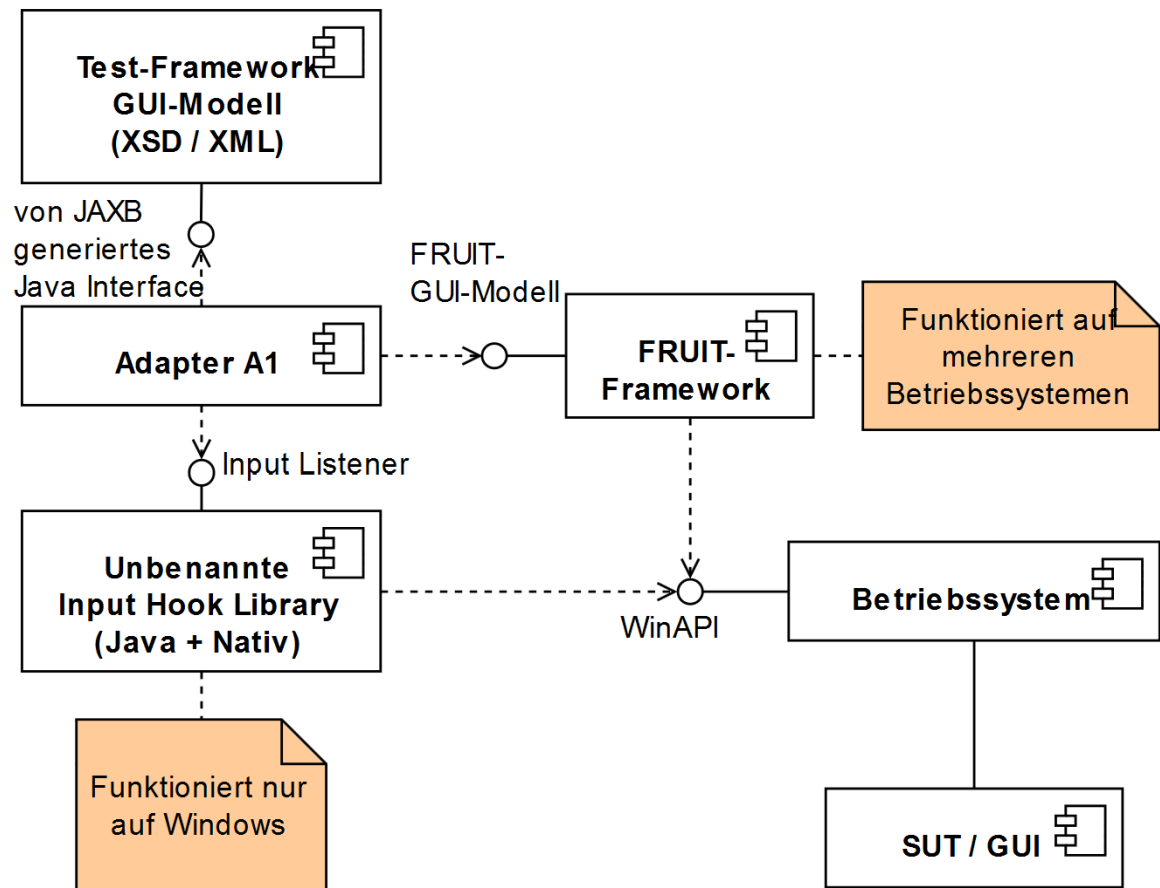 Test-Framework
GUI-Modell
(XSD / XML)
von JAXB
generiertes
Java Interface
FRUIT-
GUI-Modell
Adapter A1
FRUIT-
Framework
Funktioniert auf
mehreren
Betriebssystemen
Input Listener
Unbenannte
Input Hook Library
(Java + Nativ)
WinAPI
Betriebssystem
Funktioniert nur
auf Windows
SUT / GUI